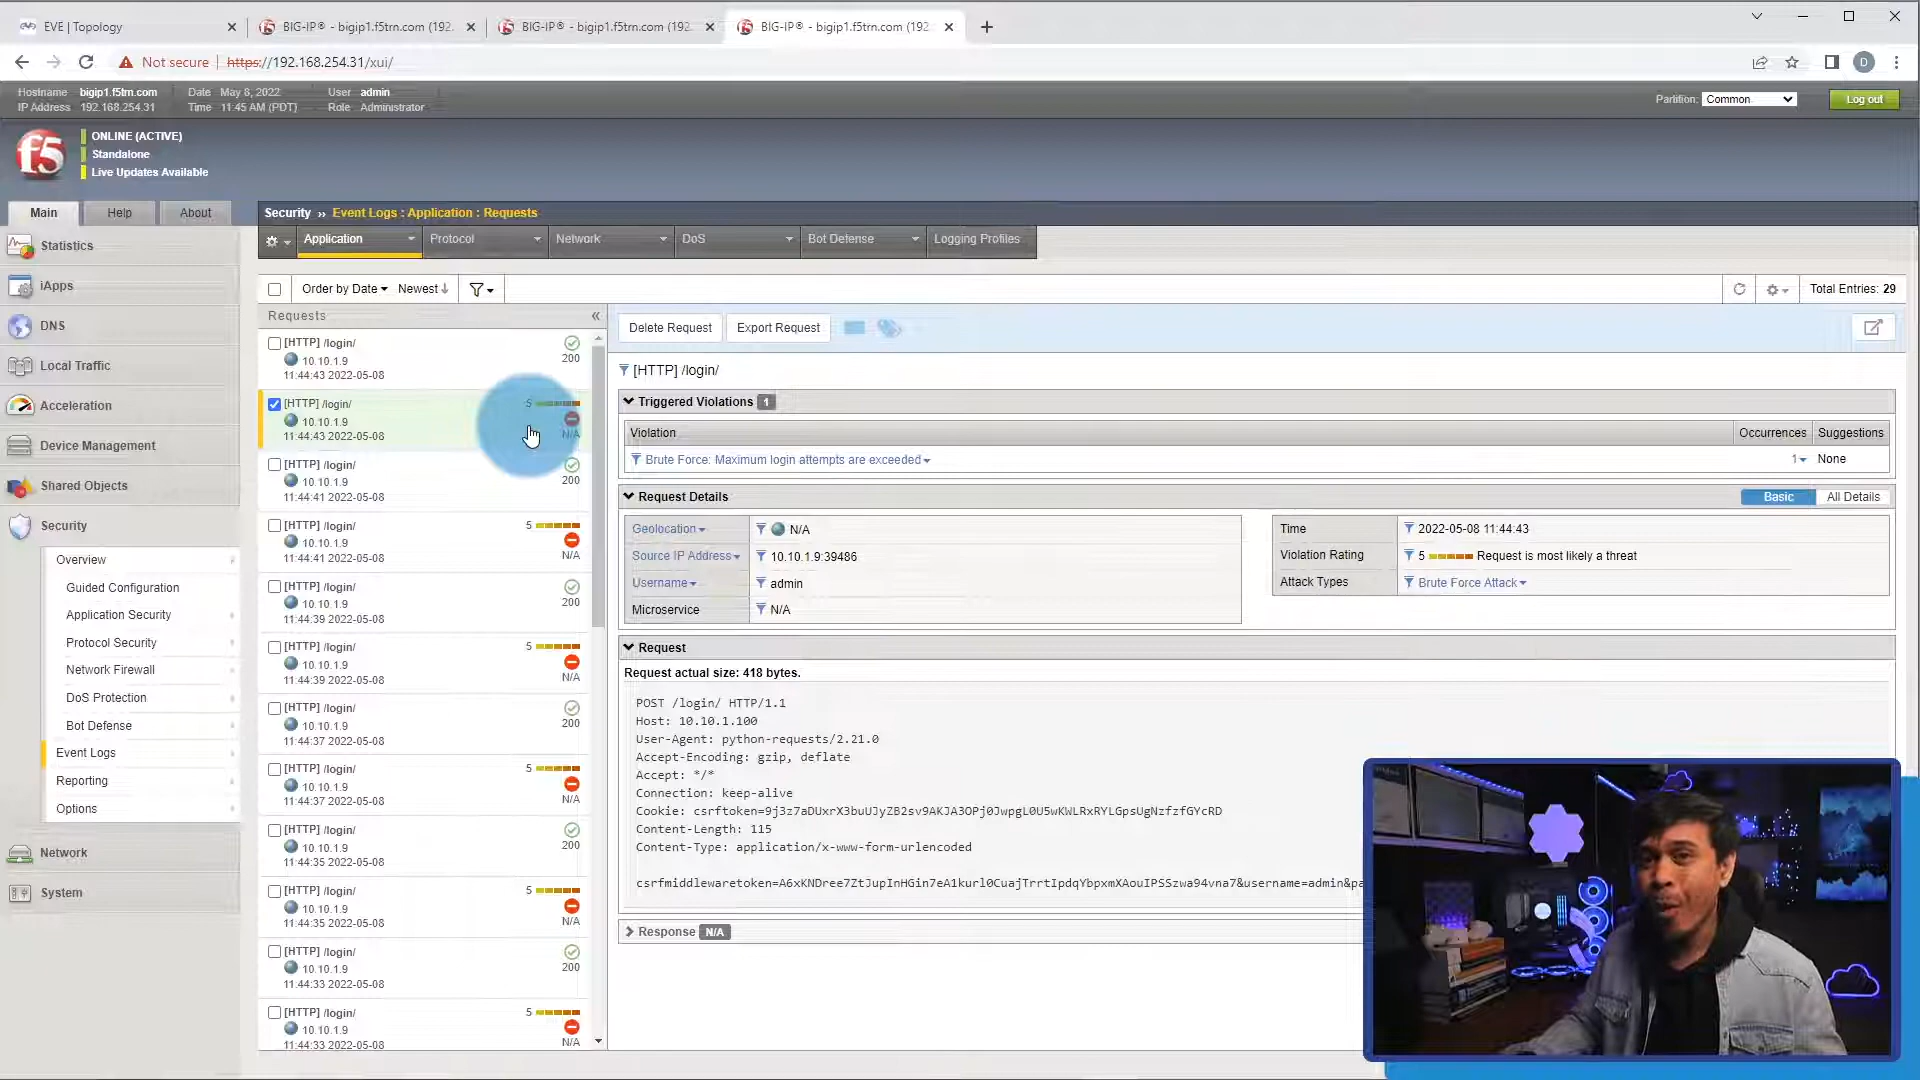 EVE | Topology
BIG-IP® - bigip1.f5trn.com (192.
BIG-IP® - bigip1.f5trn.com (192
BIG-IP® - bigip1.f5trn.com (192
Not secure
https://192.168.254.31/xui/
D
Hostname bigip1.f5trn.com Date May 8, 2022 User admin
IP Address 192.168.254.31 Time 11:45 AM (PDT) Role Administrator
Partition: Common
Log out
f5
ONLINE (ACTIVE)
Standalone
Live Updates Available
Main Help About
Security » Event Logs : Application : Requests
Application Protocol Network DoS Bot Defense Logging Profiles
Statistics
iApps
DNS
Local Traffic
Acceleration
Device Management
Shared Objects
Security
Overview
Guided Configuration
Application Security
Protocol Security
Network Firewall
DoS Protection
Bot Defense
Event Logs
Reporting
Options
Network
System
Order by Date Newest
Total Entries: 29
Requests
[HTTP] /login/
10.10.1.9 200
11:44:43 2022-05-08
[HTTP] /login/ 5
10.10.1.9
11:44:43 2022-05-08 N/A
[HTTP] /login/
10.10.1.9 200
11:44:41 2022-05-08
[HTTP] /login/ 5
10.10.1.9
11:44:41 2022-05-08 N/A
[HTTP] /login/
10.10.1.9 200
11:44:39 2022-05-08
[HTTP] /login/ 5
10.10.1.9
11:44:39 2022-05-08 N/A
[HTTP] /login/
10.10.1.9 200
11:44:37 2022-05-08
[HTTP] /login/ 5
10.10.1.9
11:44:37 2022-05-08 N/A
[HTTP] /login/
10.10.1.9 200
11:44:35 2022-05-08
[HTTP] /login/ 5
10.10.1.9
11:44:35 2022-05-08 N/A
[HTTP] /login/
10.10.1.9 200
11:44:33 2022-05-08
[HTTP] /login/ 5
10.10.1.9
11:44:33 2022-05-08 N/A
Delete Request Export Request
[HTTP] /login/
Triggered Violations 1
Violation Occurrences Suggestions
Brute Force: Maximum login attempts are exceeded 1 None
Request Details Basic All Details
Geolocation N/A
Source IP Address 10.10.1.9:39486
Username admin
Microservice N/A
Time 2022-05-08 11:44:43
Violation Rating 5 Request is most likely a threat
Attack Types Brute Force Attack
Request
Request actual size: 418 bytes.
POST /login/ HTTP/1.1
Host: 10.10.1.100
User-Agent: python-requests/2.21.0
Accept-Encoding: gzip, deflate
Accept: */*
Connection: keep-alive
Cookie: csrftoken=9j3z7aDUxrX3buUJyZB2sv9AKJA3OPj0JwpgL0U5wKWLRxRYLGpsUgNzfzfGYcRD
Content-Length: 115
Content-Type: application/x-www-form-urlencoded
csrfmiddlewaretoken=A6xKNDree7ZtJupInHGin7eA1kurl0CuajTrrtIpdqYbpxmXAouIPSSzwa94vna7&username=admin&pa
Response N/A